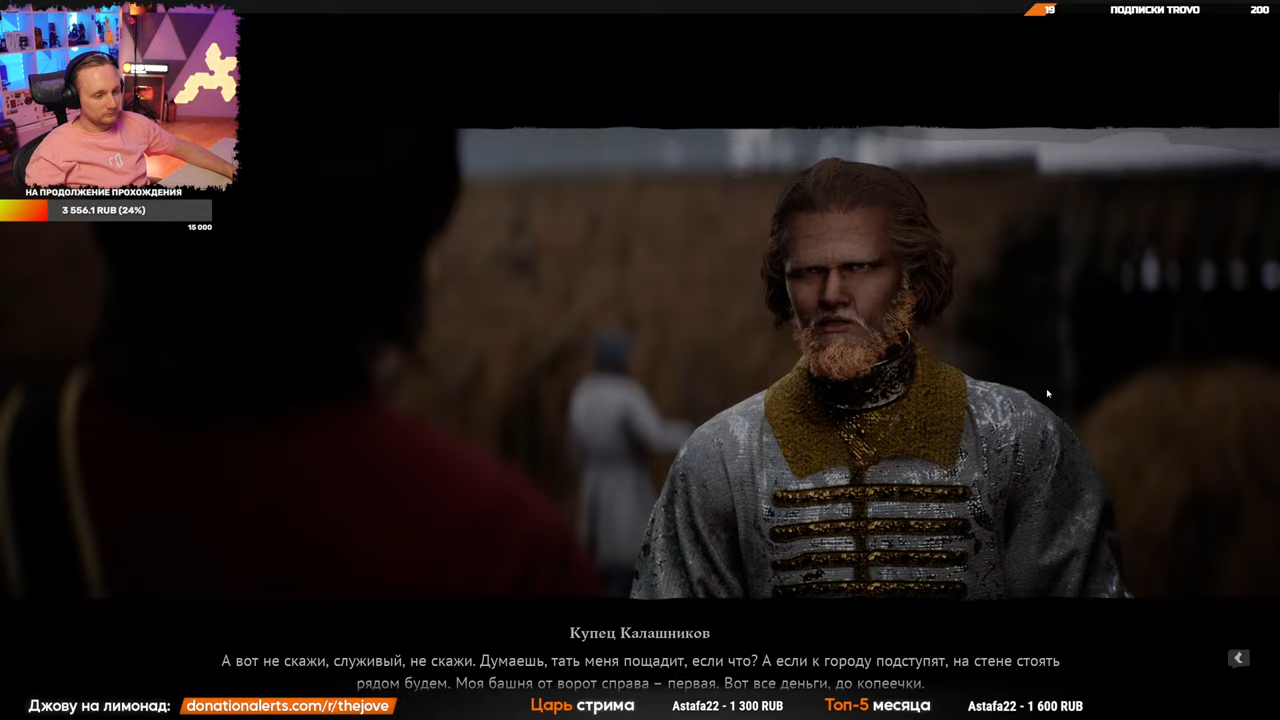 19 ПОДПИСКИ TROVO 200
НА ПРОДОЛЖЕНИЕ ПРОХОЖДЕНИЯ
3 556.1 RUB (24%)
15 000
Купец Калашников
А вот не скажи, служивый, не скажи. Думаешь, тать меня пощадит, если что? А если к городу подступят, на стене стоять
рядом будем. Моя башня от ворот справа – первая. Вот все деньги, до копеечки.
Джову на лимонад: donationalerts.com/r/thejove Царь стрима Astafa22 - 1 300 RUB Топ-5 месяца Astafa22 - 1 600 RUB